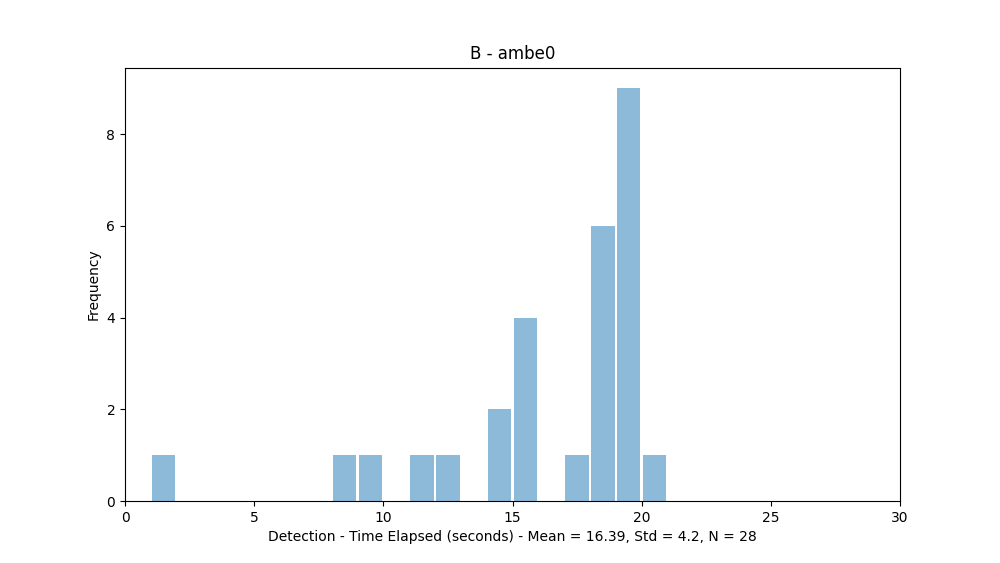 B - ambe0
Frequency
8
6
4
2
0
0 5 10 15 20 25 30
Detection - Time Elapsed (seconds) - Mean = 16.39, Std = 4.2, N = 28